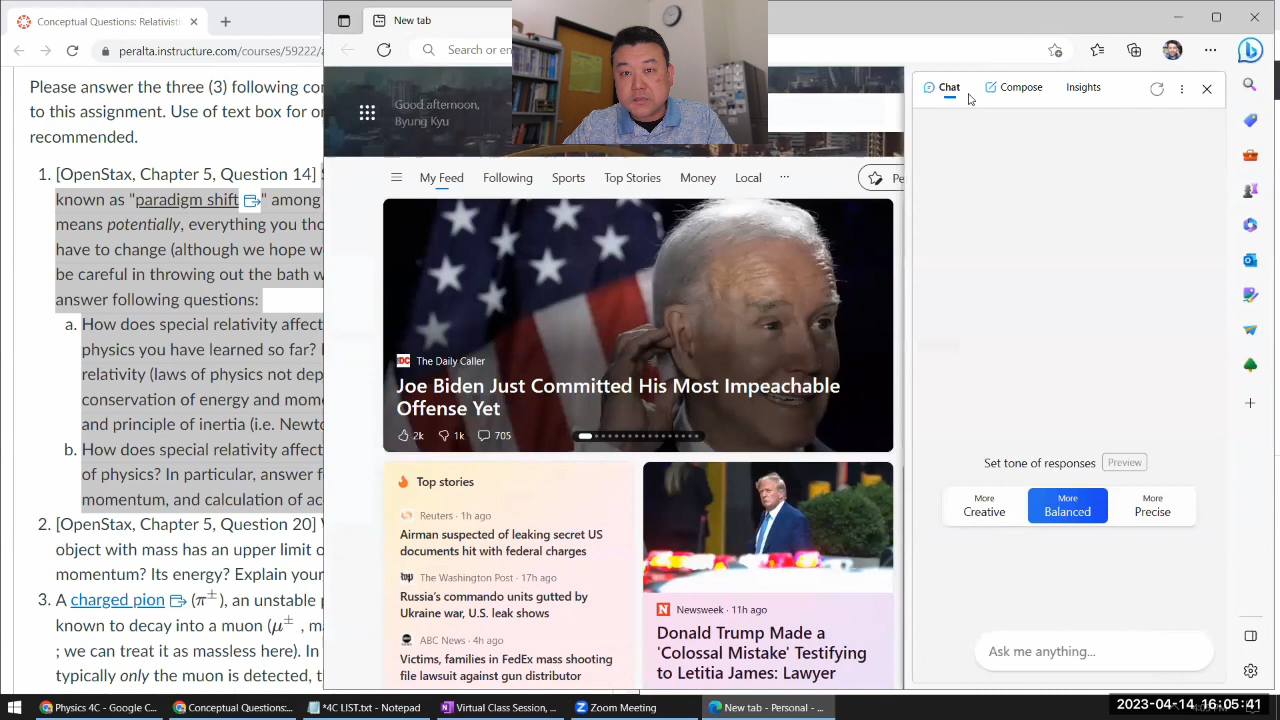 Conceptual Questions: Relativist
New tab
peralta.instructure.com/courses/59222/a
Search or en
Please answer the three (3) following con
to this assignment. Use of text box for on
recommended.
1. [OpenStax, Chapter 5, Question 14] S
known as "paradigm shift" among
means potentially, everything you tho
have to change (although we hope w
be careful in throwing out the bath w
answer following questions:
a. How does special relativity affect
physics you have learned so far? I
relativity (laws of physics not dep
conservation of energy and mome
and principle of inertia (i.e. Newto
b. How does special relativity affect
of physics? In particular, answer f
momentum, and calculation of ac
2. [OpenStax, Chapter 5, Question 20] W
object with mass has an upper limit o
momentum? Its energy? Explain your
3. A charged pion (π±), an unstable p
known to decay into a muon (μ±, ma
; we can treat it as massless here). In
typically only the muon is detected, t
Good afternoon,
Byung Kyu
My Feed Following Sports Top Stories Money Local ... Pe
DC The Daily Caller
Joe Biden Just Committed His Most Impeachable
Offense Yet
2k 1k 705
Top stories
Reuters · 1h ago
Airman suspected of leaking secret US
documents hit with federal charges
The Washington Post · 17h ago
Russia's commando units gutted by
Ukraine war, U.S. leak shows
ABC News · 4h ago
Victims, families in FedEx mass shooting
file lawsuit against gun distributor
N Newsweek · 11h ago
Donald Trump Made a
'Colossal Mistake' Testifying
to Letitia James: Lawyer
Chat Compose Insights
Set tone of responses Preview
More Creative
More Balanced
More Precise
Ask me anything...
Physics 4C - Google C...
Conceptual Questions:...
*4C LIST.txt - Notepad
Virtual Class Session, ...
Zoom Meeting
New tab - Personal - ...
2023-04-14 16:05:41